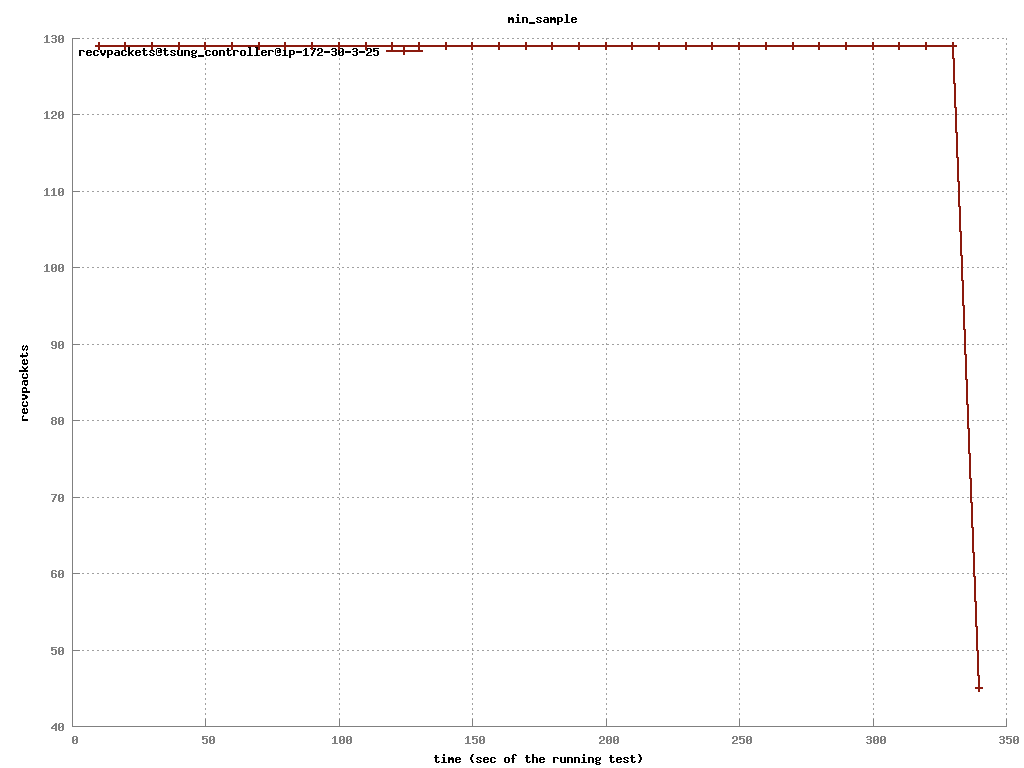 min_sample
130
recvpackets@tsung_controller@ip-172-30-3-25
120
110
100
90
recvpackets
80
70
60
50
40
0 50 100 150 200 250 300 350
time (sec of the running test)